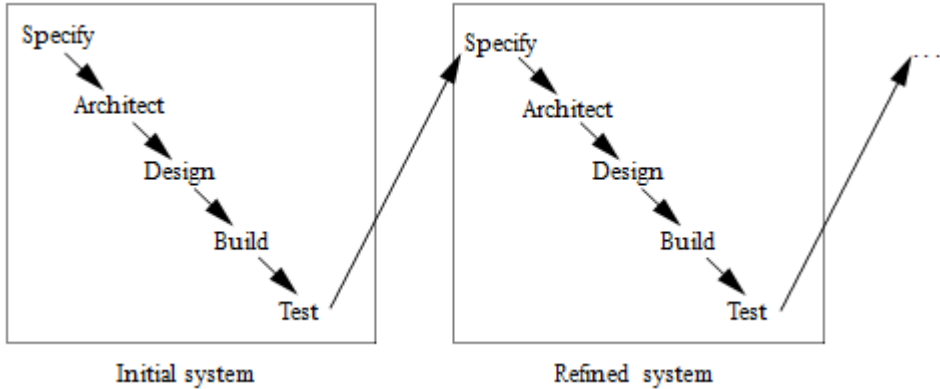 Specify
Architect
Design
Build
Test
Initial system
Specify
Architect
Design
Build
Test
Refined system
...